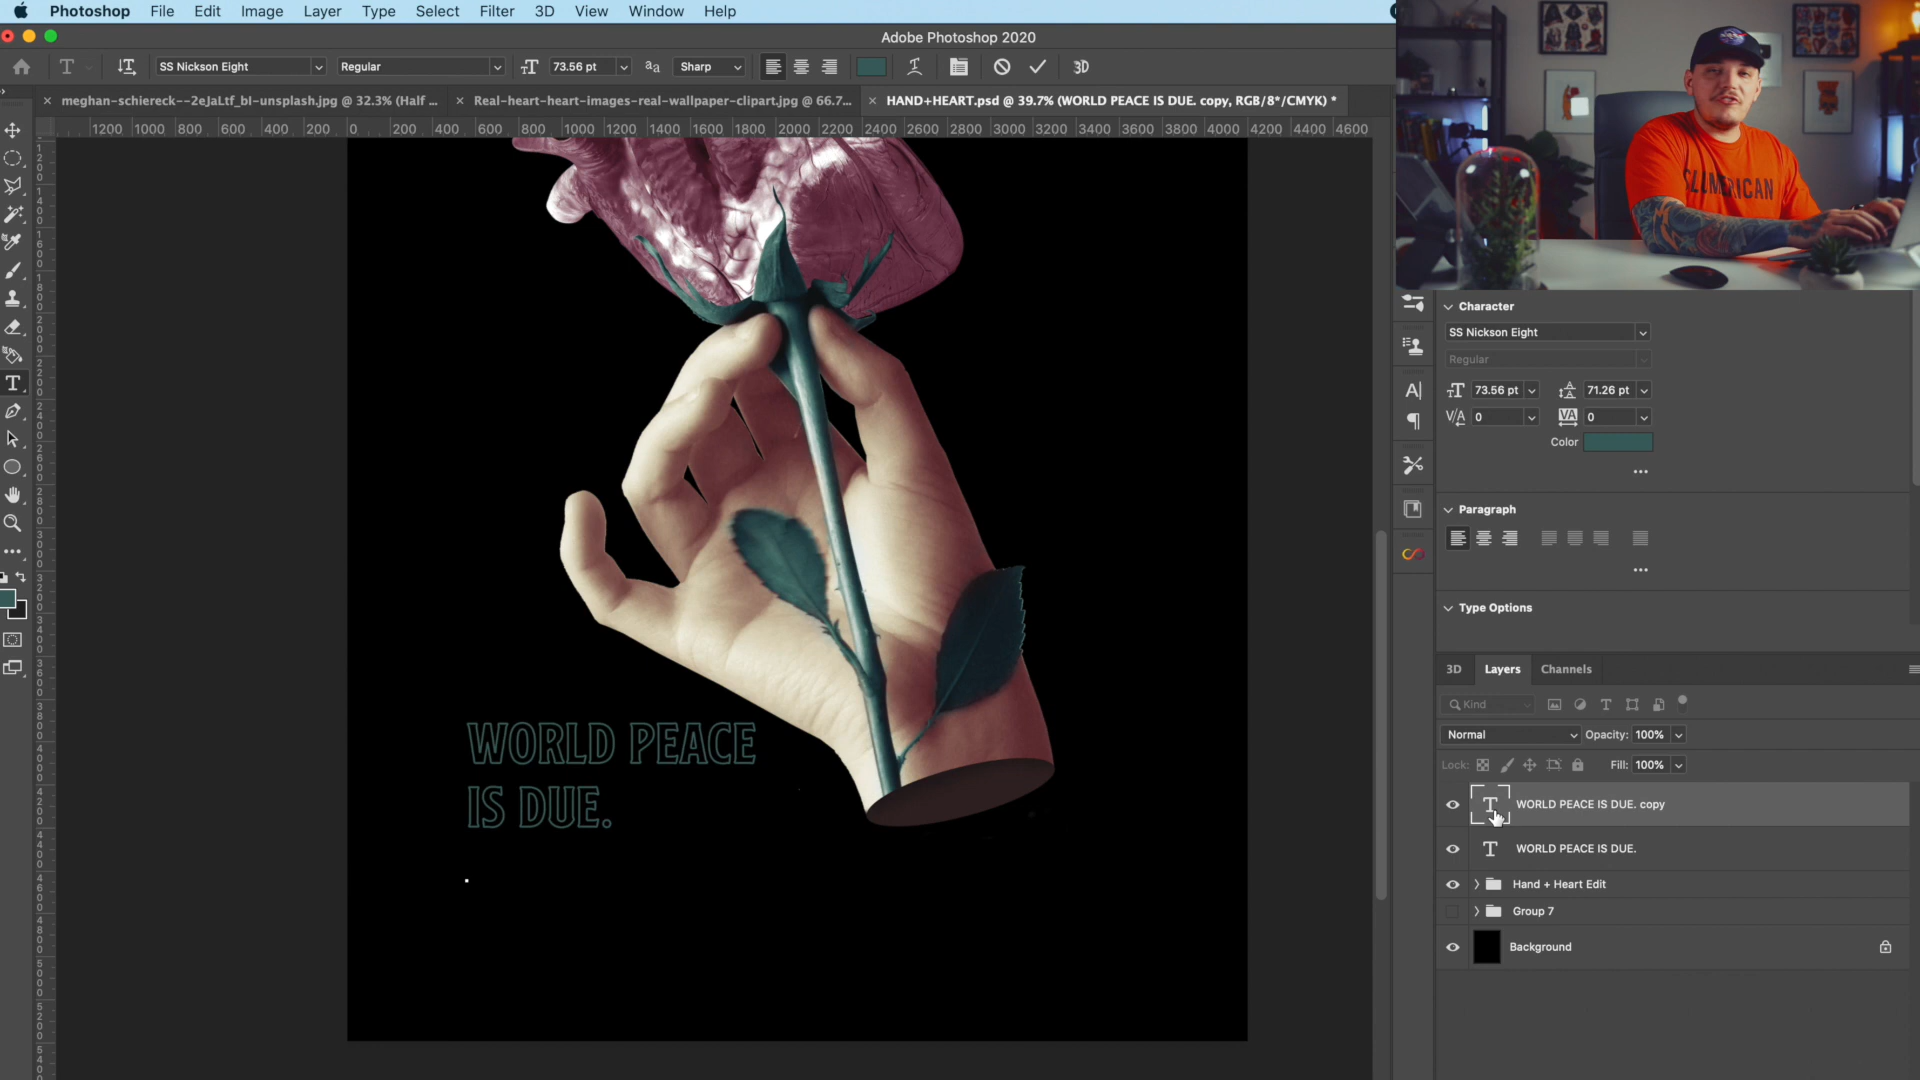 Photoshop File Edit Image Layer Type Select Filter 3D View Window Help
Adobe Photoshop 2020
T SS Nickson Eight Regular 73.56 pt aa Sharp 3D
meghan-schiereck--2eJaLtf_bI-unsplash.jpg @ 32.3% (Half ...
Real-heart-heart-images-real-wallpaper-clipart.jpg @ 66.7...
HAND+HEART.psd @ 39.7% (WORLD PEACE IS DUE. copy, RGB/8*/CMYK) *
1200 1000 800 600 400 200 0 200 400 600 800 1000 1200 1400 1600 1800 2000 2200 2400 2600 2800 3000 3200 3400 3600 3800 4000 4200 4400 4600
WORLD PEACE
IS DUE.
Character
SS Nickson Eight
Regular
73.56 pt 71.26 pt
V/A 0 VA 0
Color
Paragraph
Type Options
3D Layers Channels
Kind
Normal Opacity: 100%
Lock: Fill: 100%
T WORLD PEACE IS DUE. copy
T WORLD PEACE IS DUE.
Hand + Heart Edit
Group 7
Background